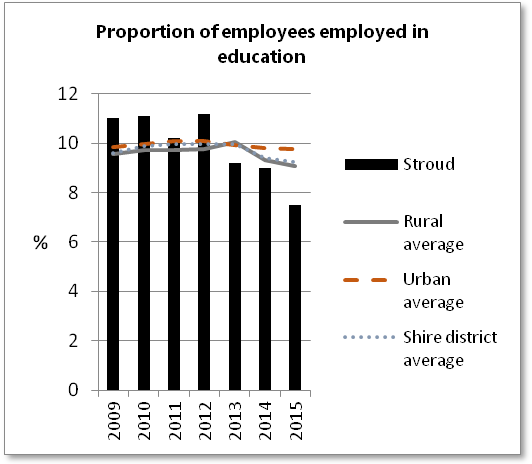 Proportion of employees employed in
education
12
10
8
6
4
2
0
%
2009
2010
2011
2012
2013
2014
2015
Stroud
Rural
average
Urban
average
Shire district
average